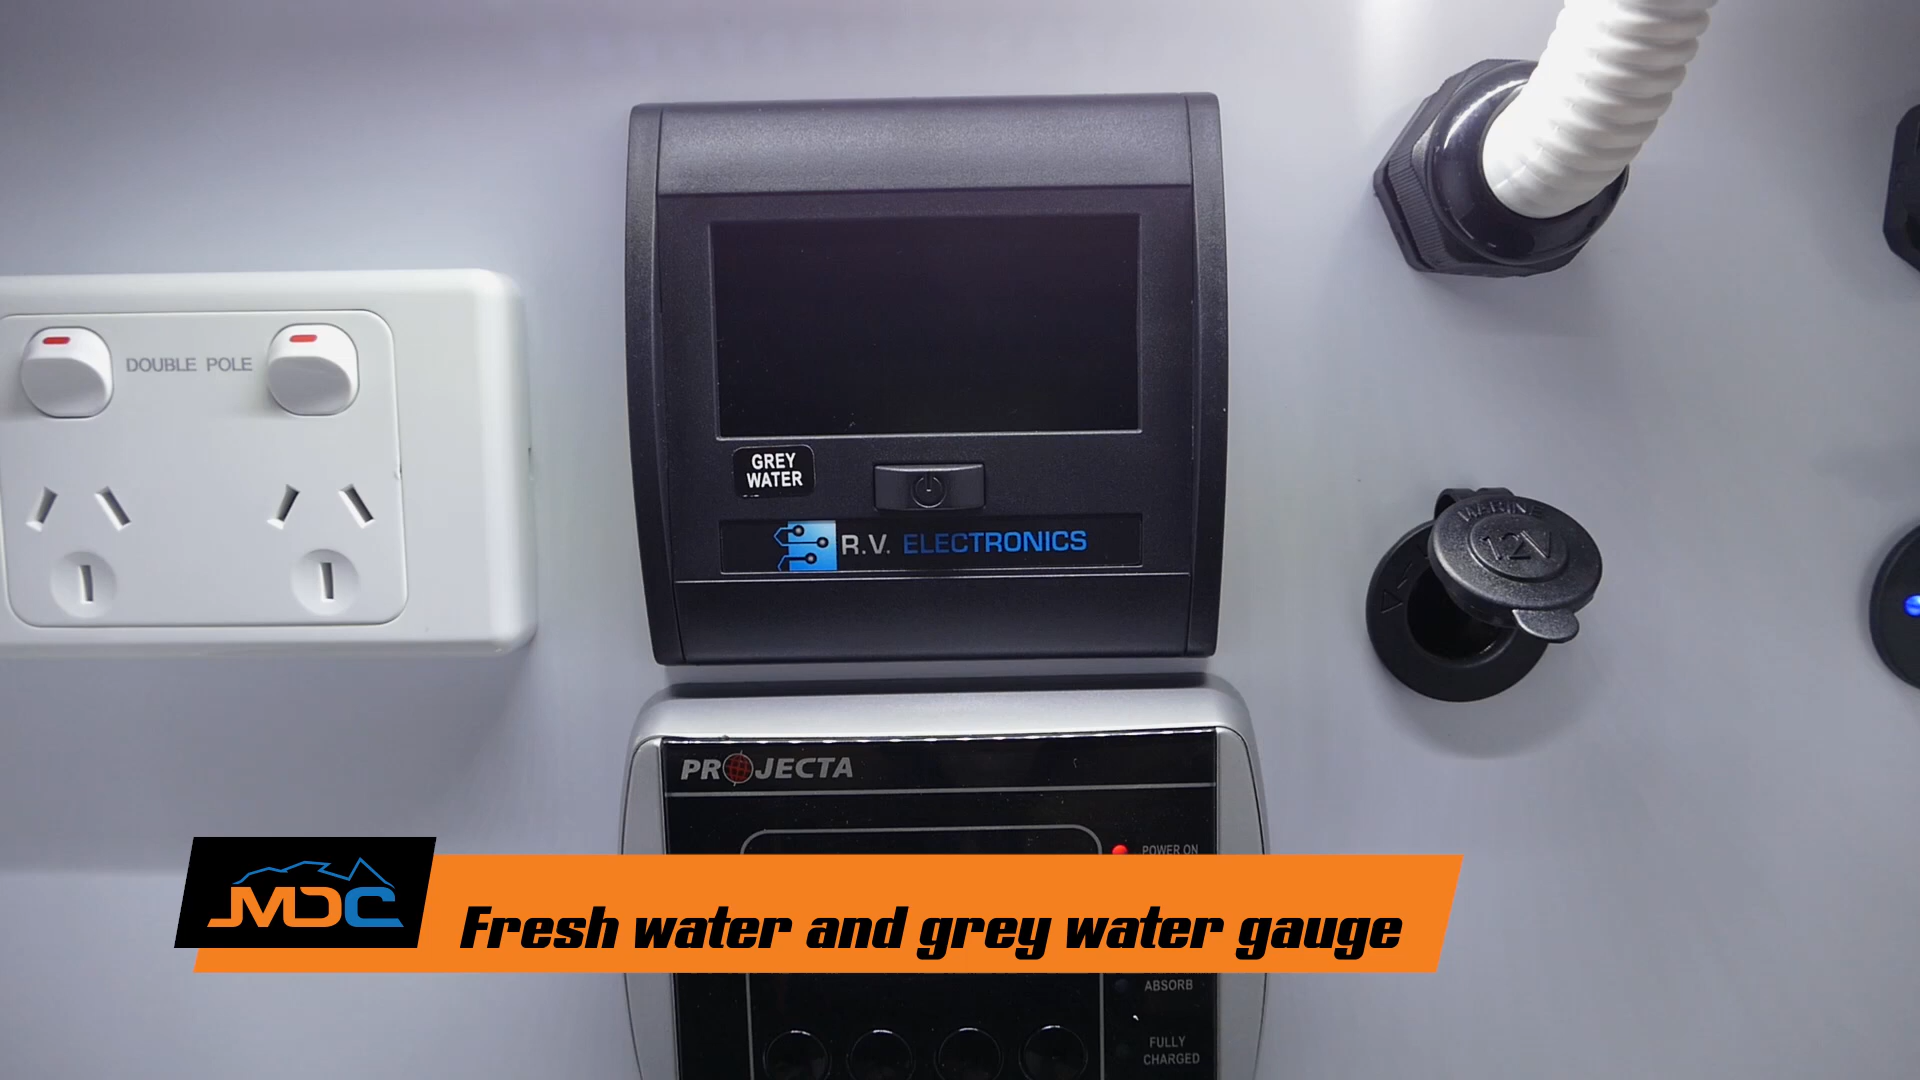 DOUBLE POLE
GREY
WATER
R.V. ELECTRONICS
MARINE
12V
PROJECTA
POWER ON
MDC
Fresh water and grey water gauge
ABSORB
FULLY
CHARGED